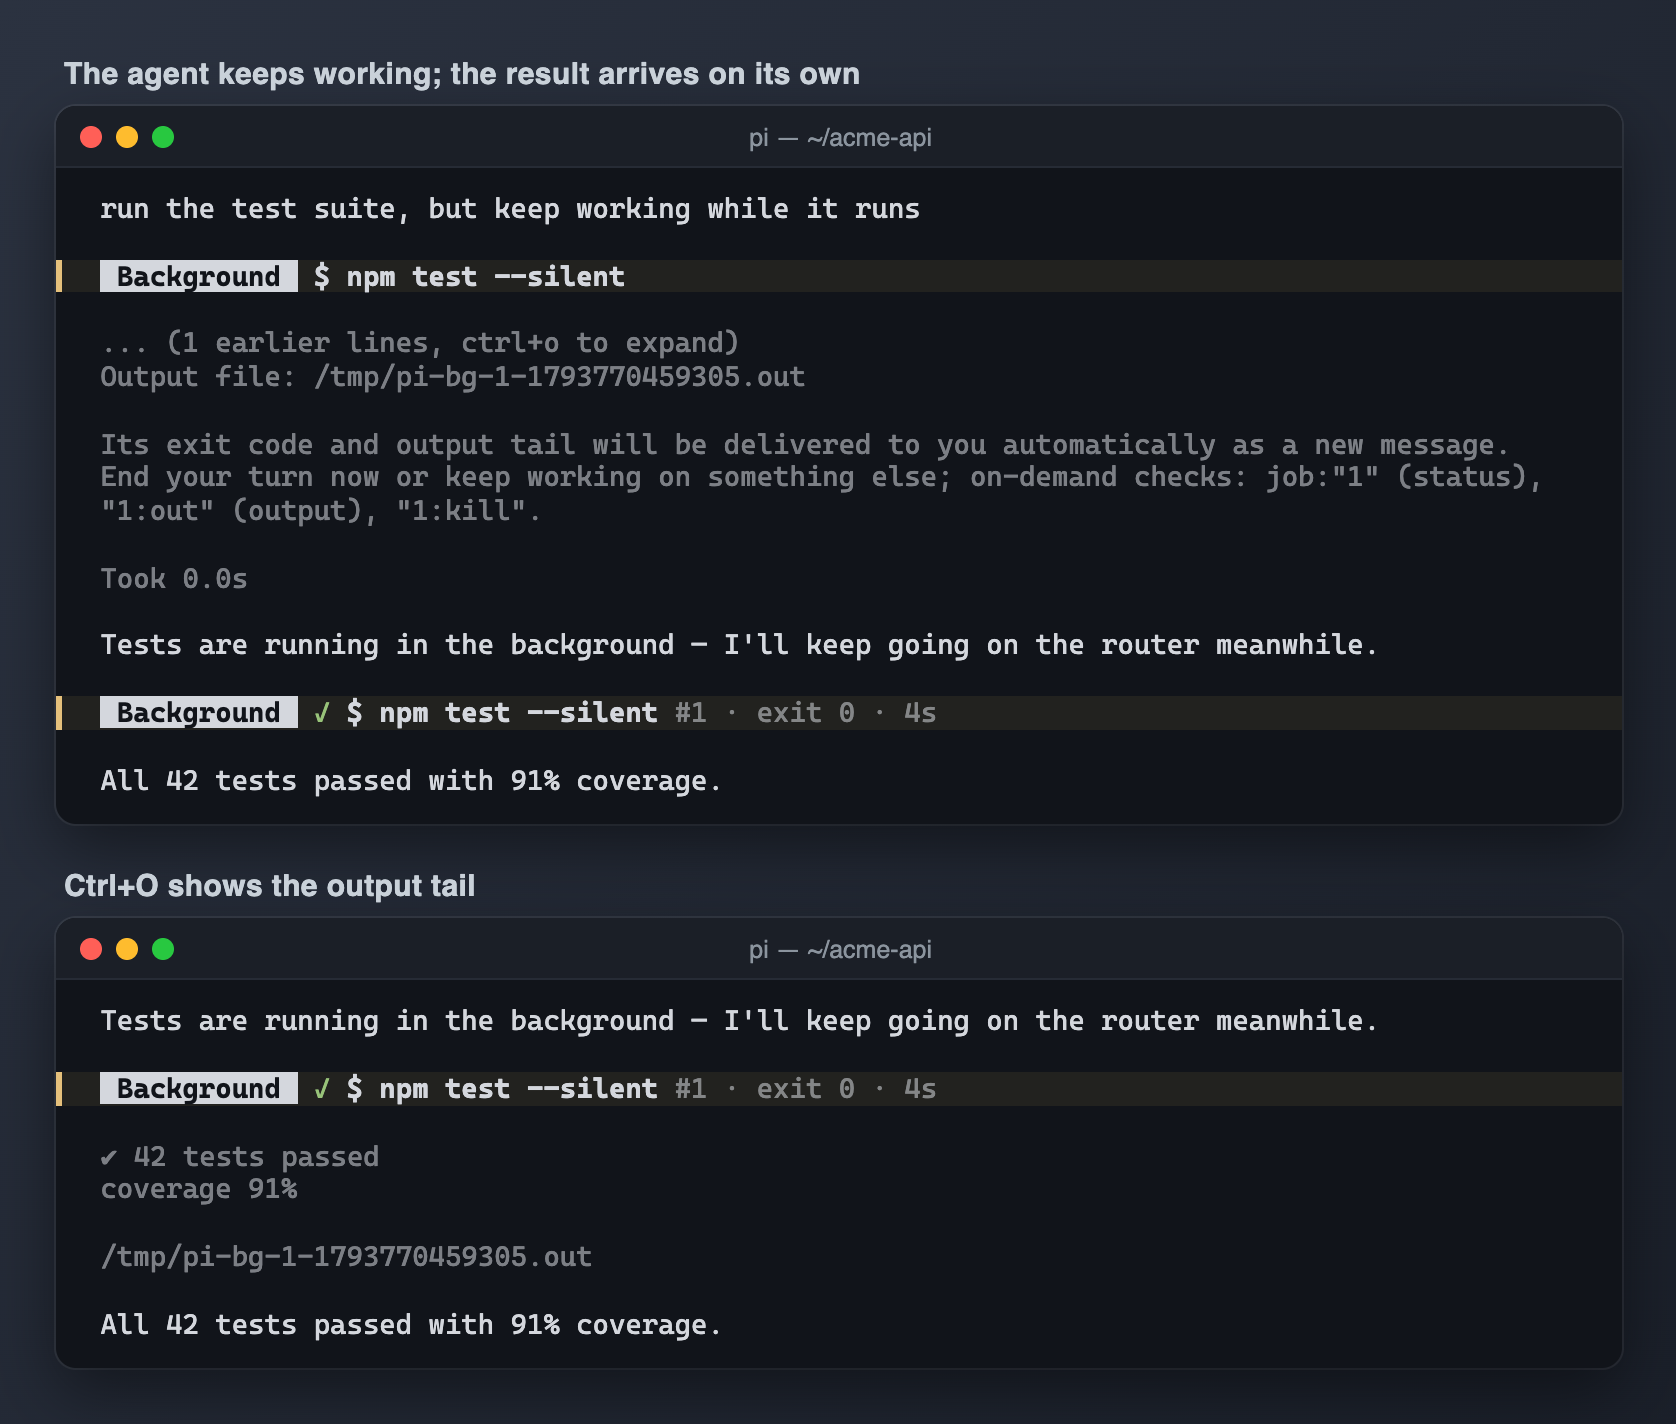 The agent keeps working; the result arrives on its own
pi — ~/acme-api
run the test suite, but keep working while it runs
Background $ npm test --silent
... (1 earlier lines, ctrl+o to expand)
Output file: /tmp/pi-bg-1-1793770459305.out
Its exit code and output tail will be delivered to you automatically as a new message.
End your turn now or keep working on something else; on-demand checks: job:"1" (status),
"1:out" (output), "1:kill".
Took 0.0s
Tests are running in the background — I'll keep going on the router meanwhile.
Background ✓ $ npm test --silent #1 · exit 0 · 4s
All 42 tests passed with 91% coverage.
Ctrl+O shows the output tail
pi — ~/acme-api
Tests are running in the background — I'll keep going on the router meanwhile.
Background ✓ $ npm test --silent #1 · exit 0 · 4s
✔ 42 tests passed
coverage 91%
/tmp/pi-bg-1-1793770459305.out
All 42 tests passed with 91% coverage.